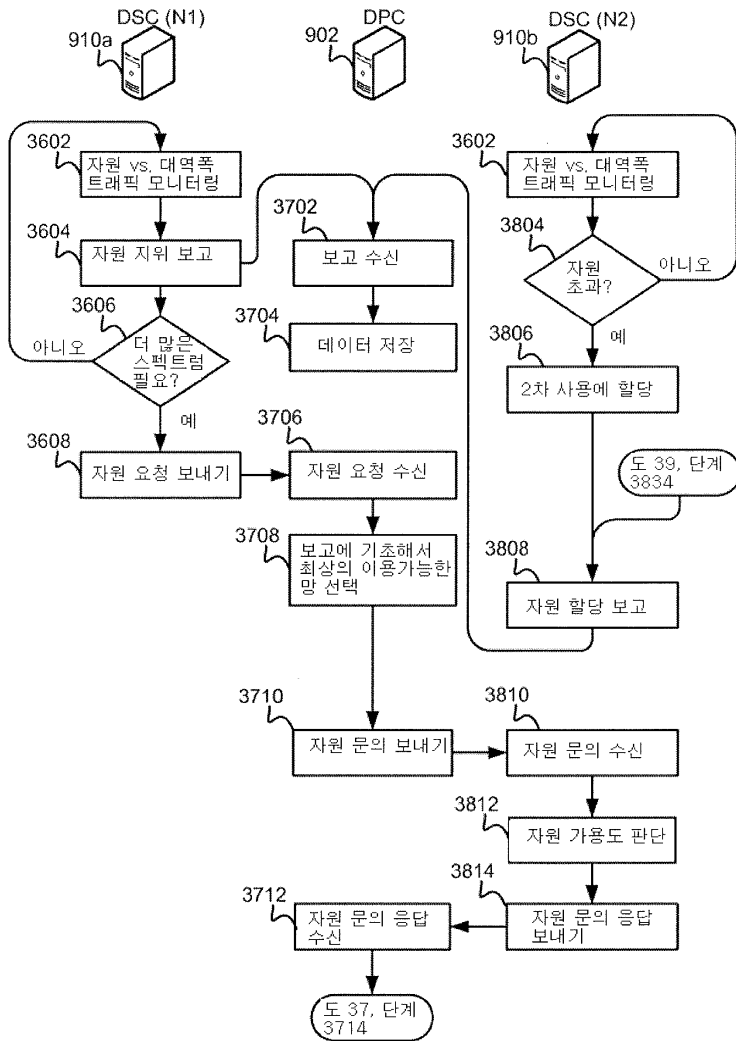 DSC (N1)
DPC
DSC (N2)
910a
902
910b
3602
자원 vs. 대역폭
트래픽 모니터링
3602
자원 vs. 대역폭
트래픽 모니터링
3604
자원 지위 보고
3702
보고 수신
3804
자원
초과?
아니오
예
3606
더 많은
스펙트럼
필요?
아니오
예
3704
데이터 저장
3806
2차 사용에 할당
3608
자원 요청 보내기
3706
자원 요청 수신
도 39, 단계
3834
3708
보고에 기초해서
최상의 이용가능한
망 선택
3808
자원 할당 보고
3710
자원 문의 보내기
3810
자원 문의 수신
3812
자원 가용도 판단
3712
자원 문의 응답
수신
3814
자원 문의 응답
보내기
도 37, 단계
3714